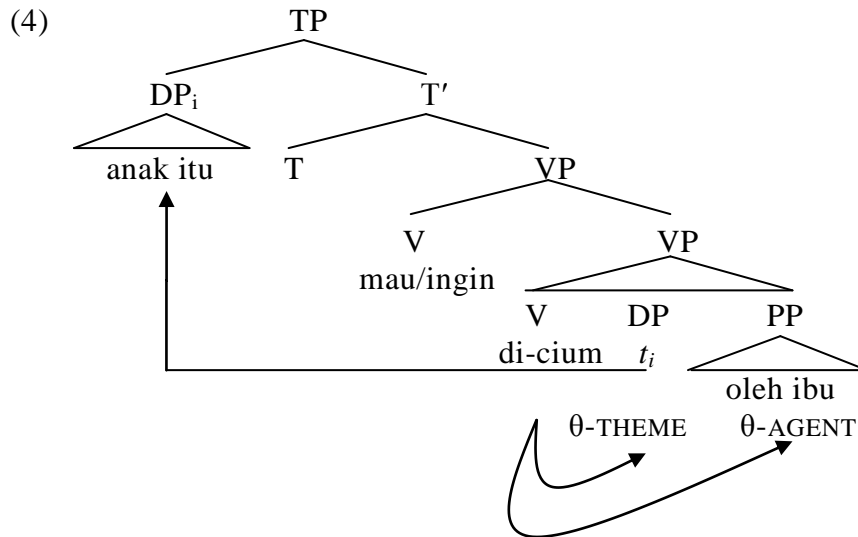 (4) TP
DPᵢ T′
anak itu T VP
V VP
mau/ingin
V DP PP
di-cium tᵢ
oleh ibu
θ-THEME θ-AGENT